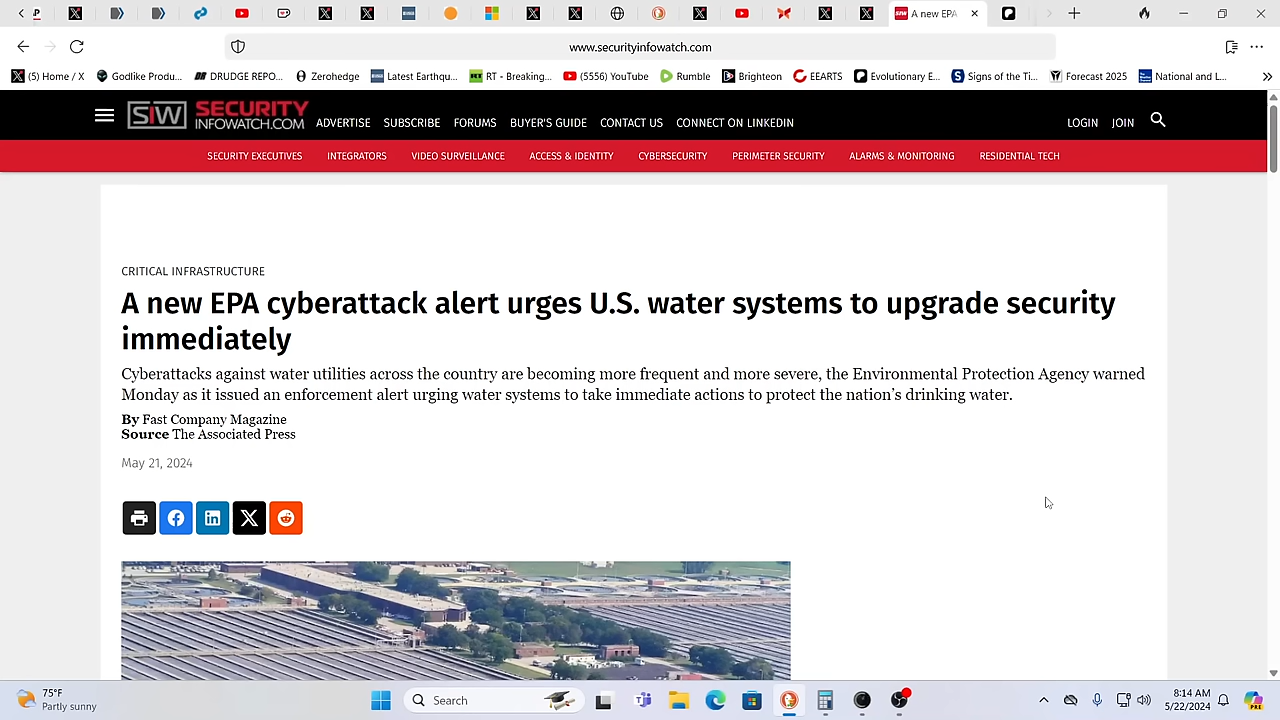 A new EPA
www.securityinfowatch.com
(5) Home / X
Godlike Produ...
DRUDGE REPO...
Zerohedge
Latest Earthqu...
RT - Breaking...
(5556) YouTube
Rumble
Brighteon
EEARTS
Evolutionary E...
Signs of the Ti...
Forecast 2025
National and L...
SIW SECURITY
INFOWATCH.COM
ADVERTISE SUBSCRIBE FORUMS BUYER'S GUIDE CONTACT US CONNECT ON LINKEDIN
LOGIN JOIN
SECURITY EXECUTIVES INTEGRATORS VIDEO SURVEILLANCE ACCESS & IDENTITY CYBERSECURITY PERIMETER SECURITY ALARMS & MONITORING RESIDENTIAL TECH
CRITICAL INFRASTRUCTURE
A new EPA cyberattack alert urges U.S. water systems to upgrade security
immediately
Cyberattacks against water utilities across the country are becoming more frequent and more severe, the Environmental Protection Agency warned
Monday as it issued an enforcement alert urging water systems to take immediate actions to protect the nation’s drinking water.
By Fast Company Magazine
Source The Associated Press
May 21, 2024
75°F
Partly sunny
Search
8:14 AM
5/22/2024